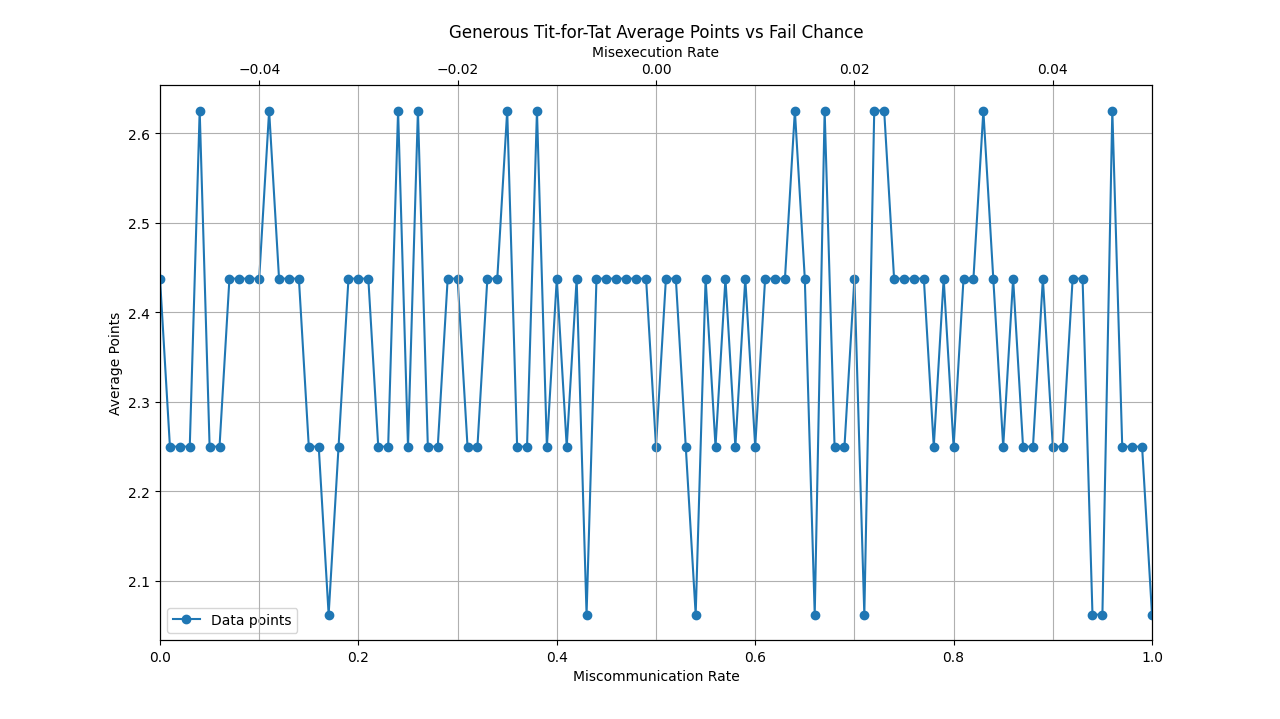 Generous Tit-for-Tat Average Points vs Fail Chance
Misexecution Rate
−0.04 −0.02 0.00 0.02 0.04
2.6
2.5
2.4
2.3
2.2
2.1
Average Points
Data points
0.0 0.2 0.4 0.6 0.8 1.0
Miscommunication Rate